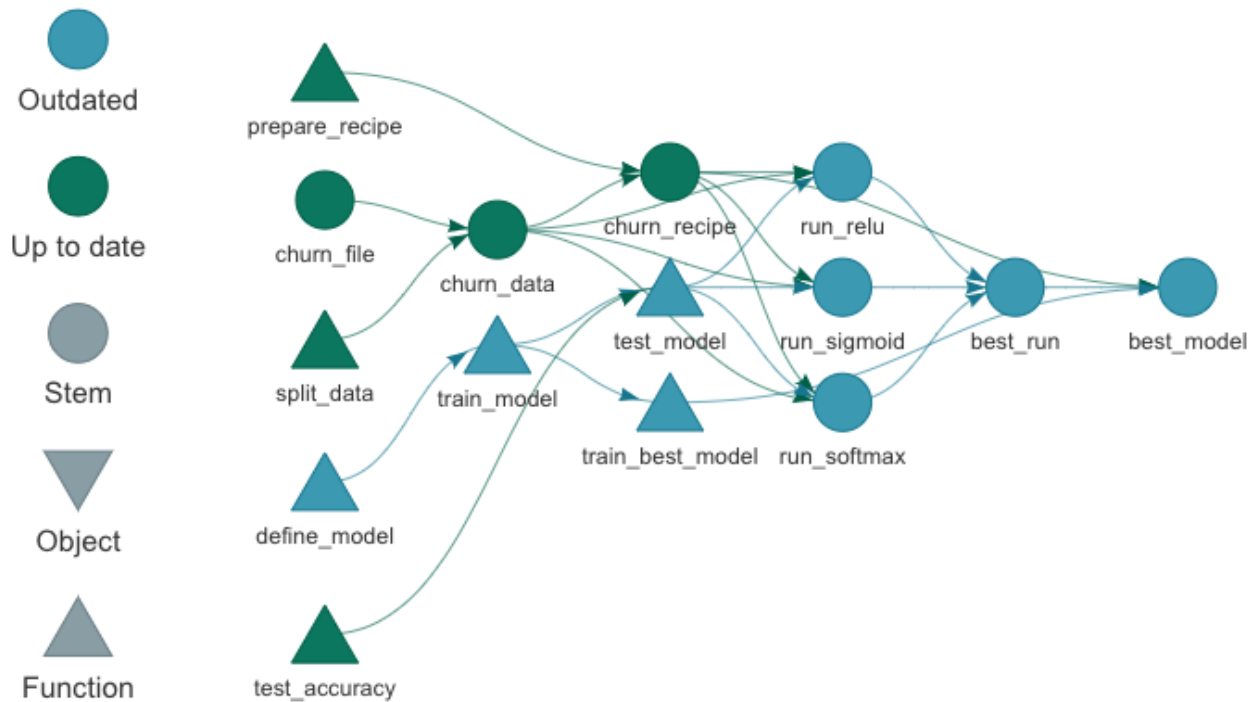 Outdated
Up to date
Stem
Object
Function
prepare_recipe
churn_file
split_data
define_model
test_accuracy
churn_data
train_model
churn_recipe
test_model
train_best_model
run_relu
run_sigmoid
run_softmax
best_run
best_model